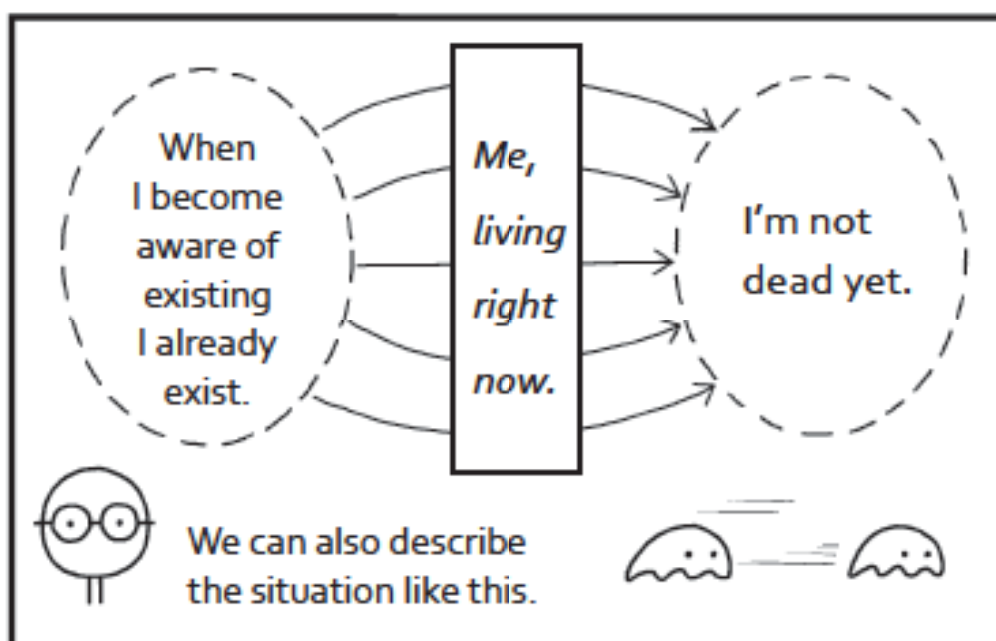 When
I become
aware of
existing
I already
exist.
Me,
living
right
now.
I'm not
dead yet.
We can also describe
the situation like this.